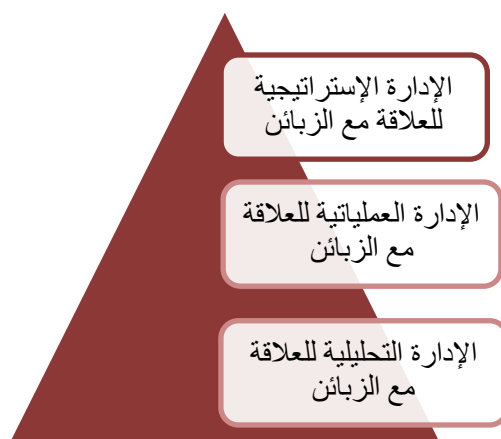 الإدارة الإستراتيجية
للعلاقة مع الزبائن
الإدارة العملياتية للعلاقة
مع الزبائن
الإدارة التحليلية للعلاقة
مع الزبائن